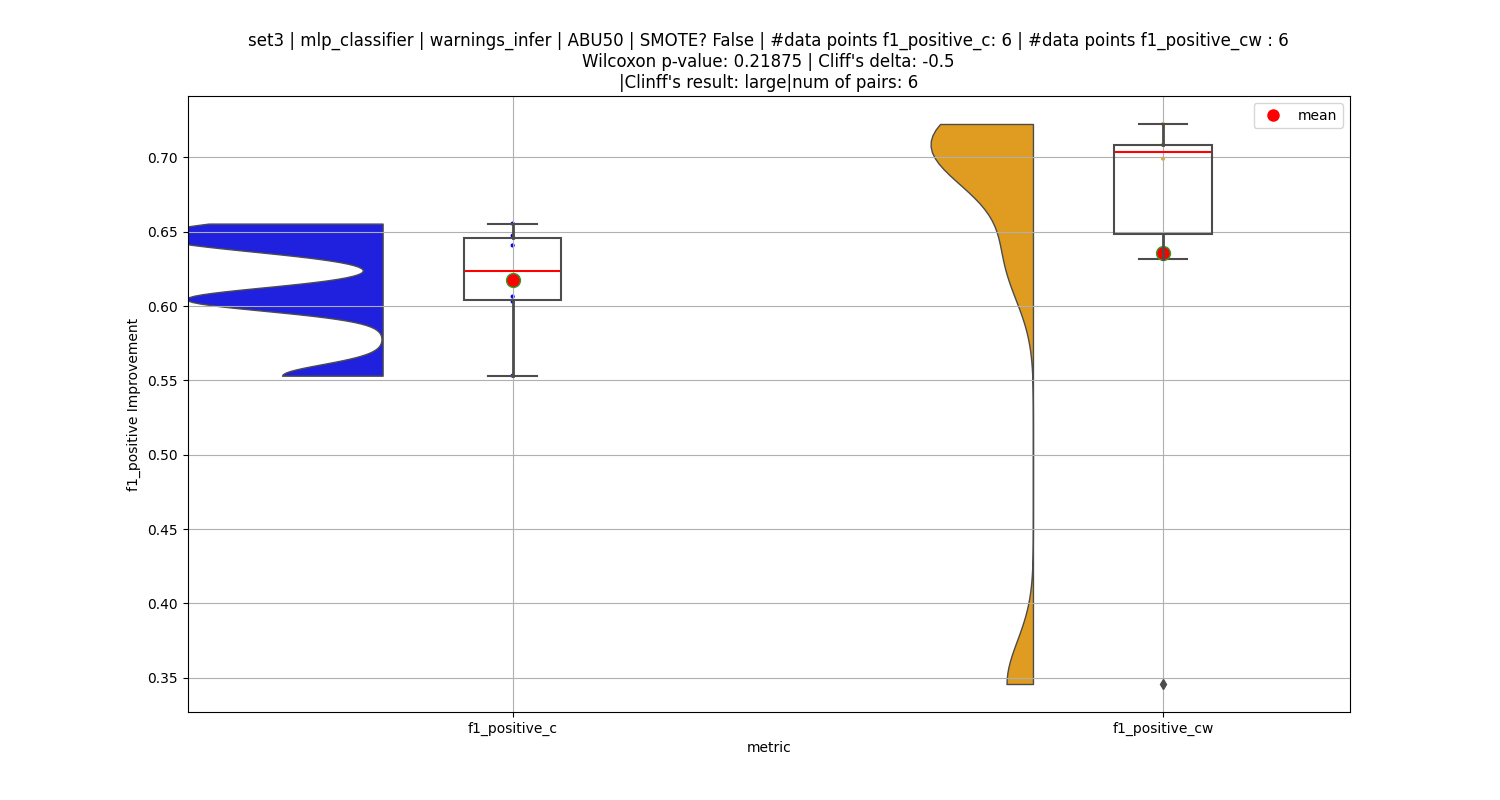 set3 | mlp_classifier | warnings_infer | ABU50 | SMOTE? False | #data points f1_positive_c: 6 | #data points f1_positive_cw : 6
Wilcoxon p-value: 0.21875 | Cliff's delta: -0.5
|Clinff's result: large|num of pairs: 6
mean
0.70
0.65
0.60
0.55
0.50
0.45
0.40
0.35
f1_positive Improvement
f1_positive_c
f1_positive_cw
metric